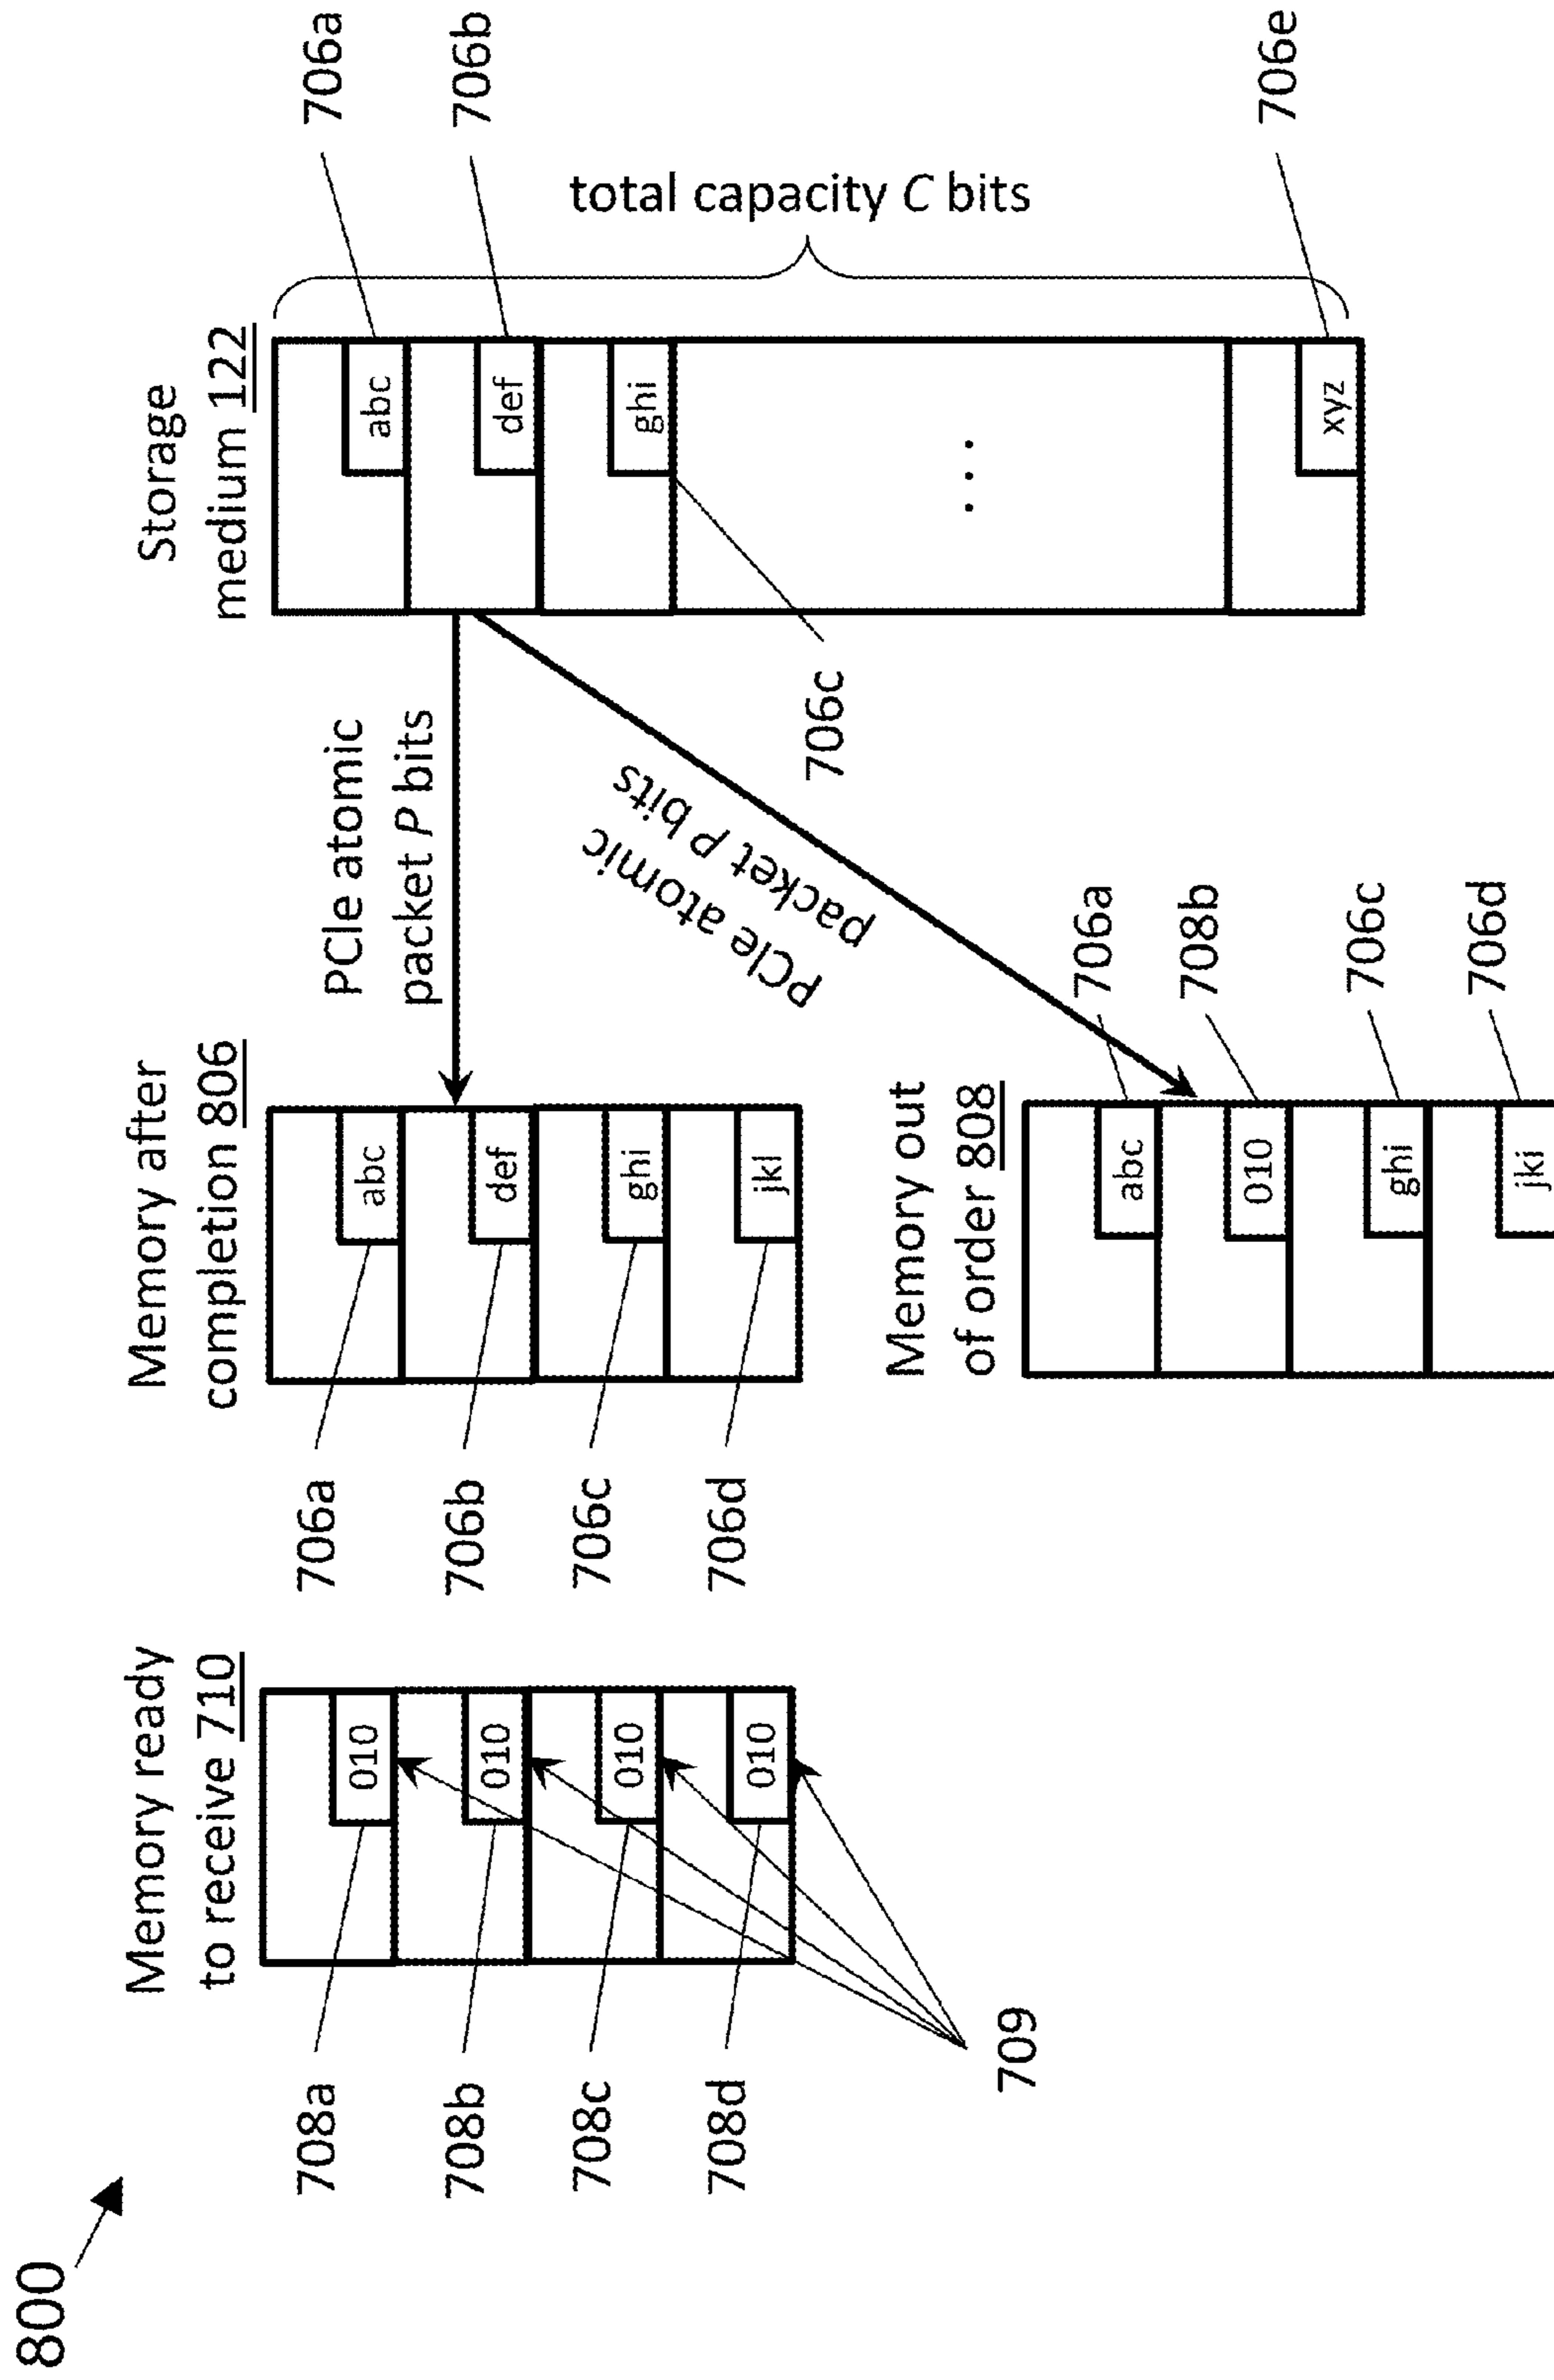 800
Memory ready
to receive 710
708a
010
708b
010
708c
010
708d
010
709
Memory after
completion 806
706a
abc
706b
def
706c
ghi
706d
jkl
PCIe atomic
packet P bits
PCIe atomic
packet P bits
Memory out
of order 808
abc
706a
010
708b
ghi
706c
jki
706d
Storage
medium 122
abc
706a
def
706b
ghi
706c
...
xyz
706e
total capacity C bits